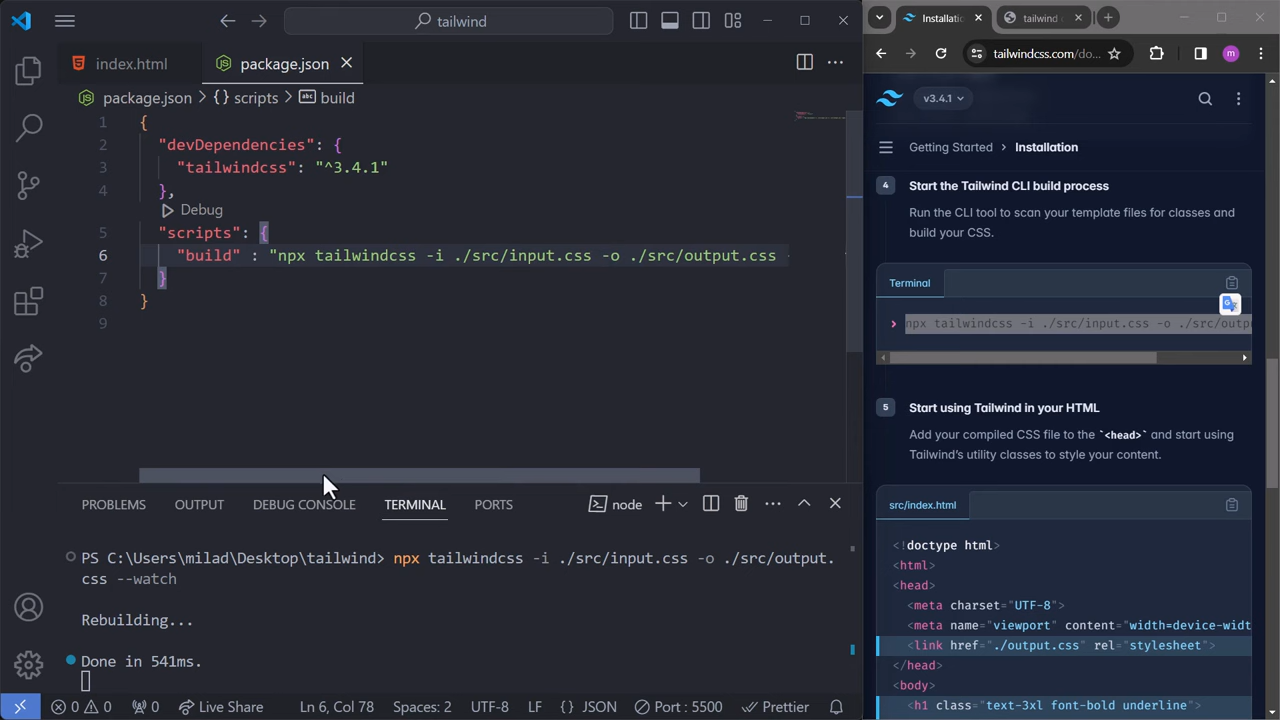 tailwind
index.html
package.json
package.json > scripts > build
1 {
2 "devDependencies": {
3 "tailwindcss": "^3.4.1"
4 },
Debug
5 "scripts": {
6 "build" : "npx tailwindcss -i ./src/input.css -o ./src/output.css
7 }
8 }
9
PROBLEMS OUTPUT DEBUG CONSOLE TERMINAL PORTS
node
PS C:\Users\milad\Desktop\tailwind> npx tailwindcss -i ./src/input.css -o ./src/output.
css --watch
Rebuilding...
Done in 541ms.
0 0 0 Live Share Ln 6, Col 78 Spaces: 2 UTF-8 LF {} JSON Port : 5500 Prettier
Installati
tailwind
tailwindcss.com/do...
m
v3.4.1
Getting Started > Installation
4 Start the Tailwind CLI build process
Run the CLI tool to scan your template files for classes and
build your CSS.
Terminal
npx tailwindcss -i ./src/input.css -o ./src/outp
5 Start using Tailwind in your HTML
Add your compiled CSS file to the `<head>` and start using
Tailwind's utility classes to style your content.
src/index.html
<!doctype html>
<html>
<head>
<meta charset="UTF-8">
<meta name="viewport" content="width=device-widt
<link href="./output.css" rel="stylesheet">
</head>
<body>
<h1 class="text-3xl font-bold underline">